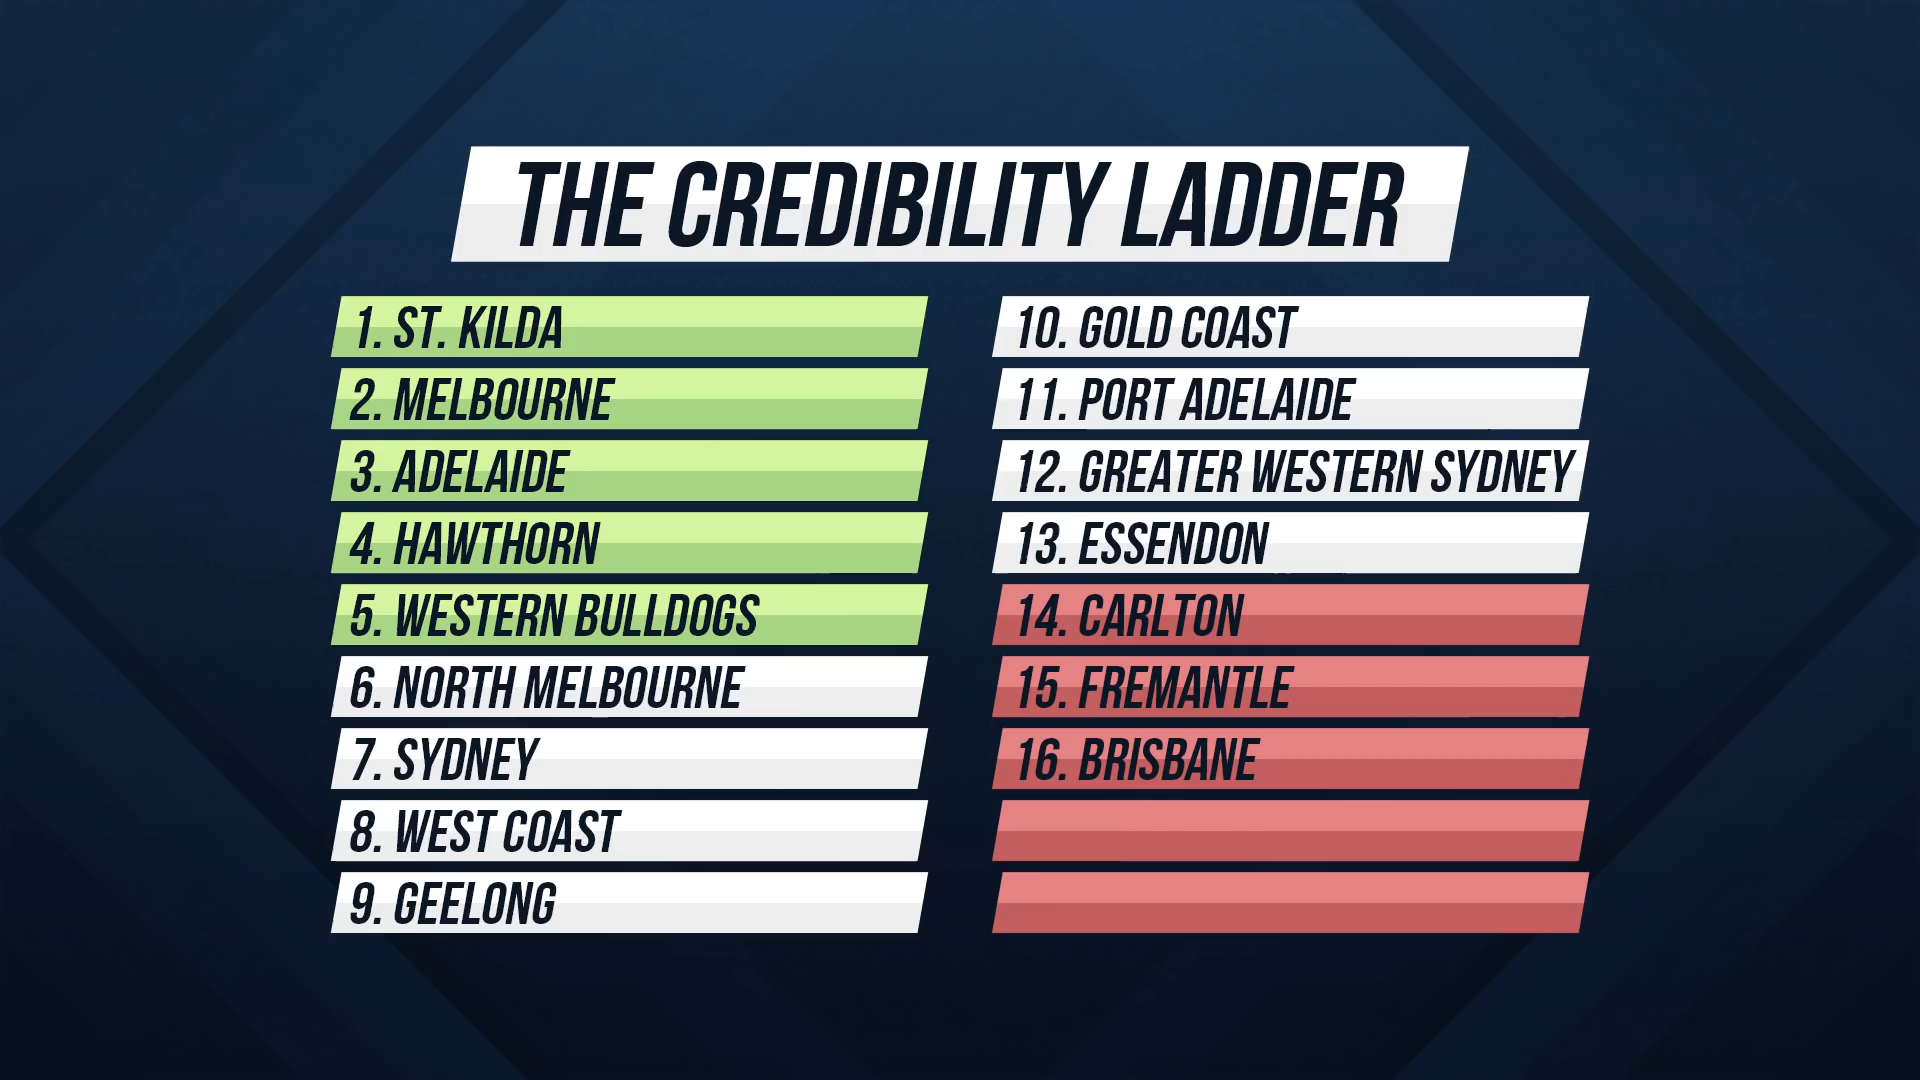 THE CREDIBILITY LADDER
1. ST. KILDA
2. MELBOURNE
3. ADELAIDE
4. HAWTHORN
5. WESTERN BULLDOGS
6. NORTH MELBOURNE
7. SYDNEY
8. WEST COAST
9. GEELONG
10. GOLD COAST
11. PORT ADELAIDE
12. GREATER WESTERN SYDNEY
13. ESSENDON
14. CARLTON
15. FREMANTLE
16. BRISBANE